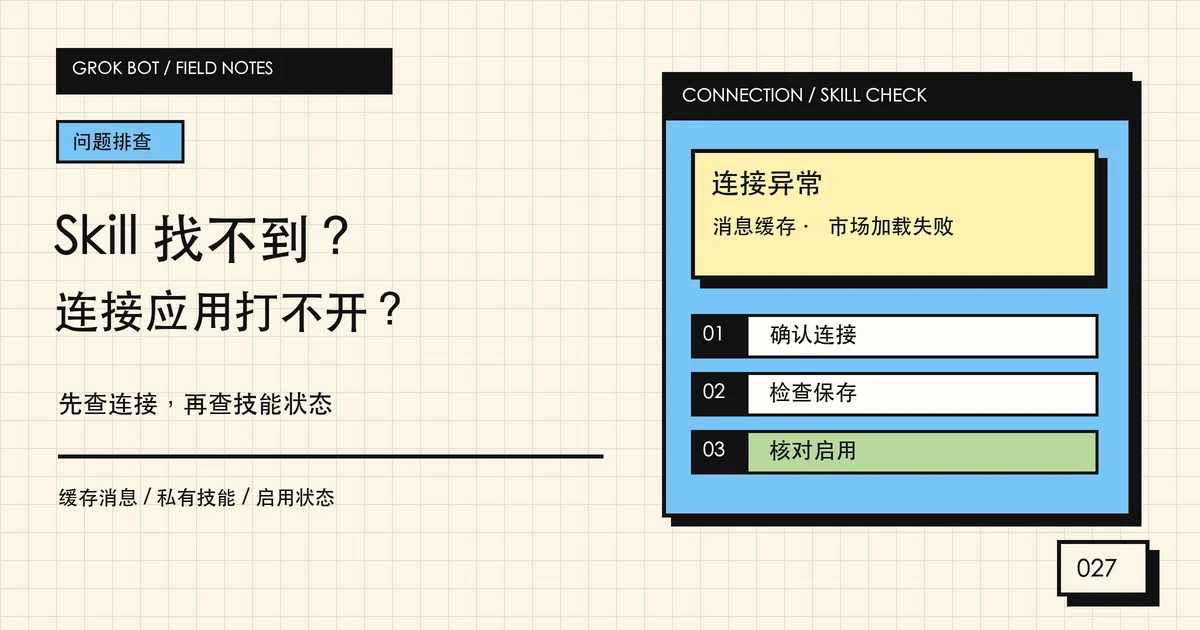 GROK BOT / FIELD NOTES
问题排查
Skill 找不到？
连接应用打不开？
先查连接，再查技能状态
缓存消息 / 私有技能 / 启用状态
CONNECTION / SKILL CHECK
连接异常
消息缓存 · 市场加载失败
01 确认连接
02 检查保存
03 核对启用
027